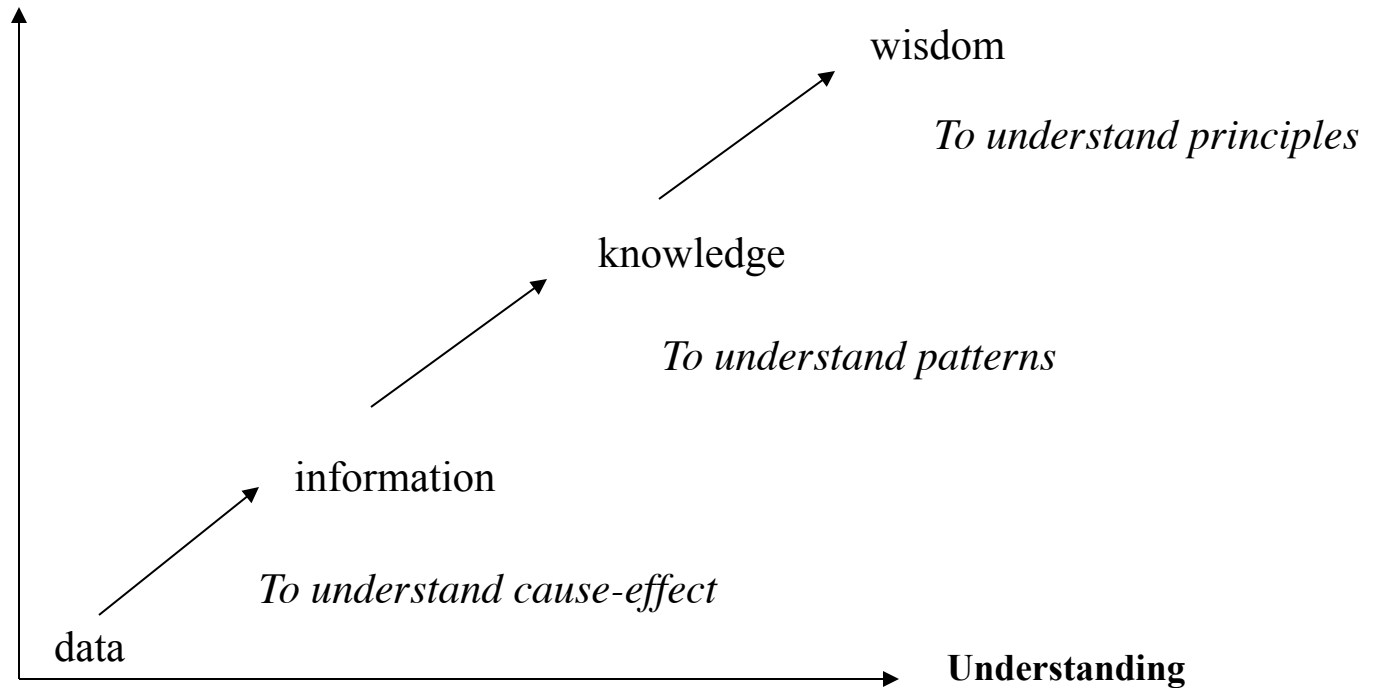 wisdom
To understand principles
knowledge
To understand patterns
information
To understand cause-effect
data
Understanding